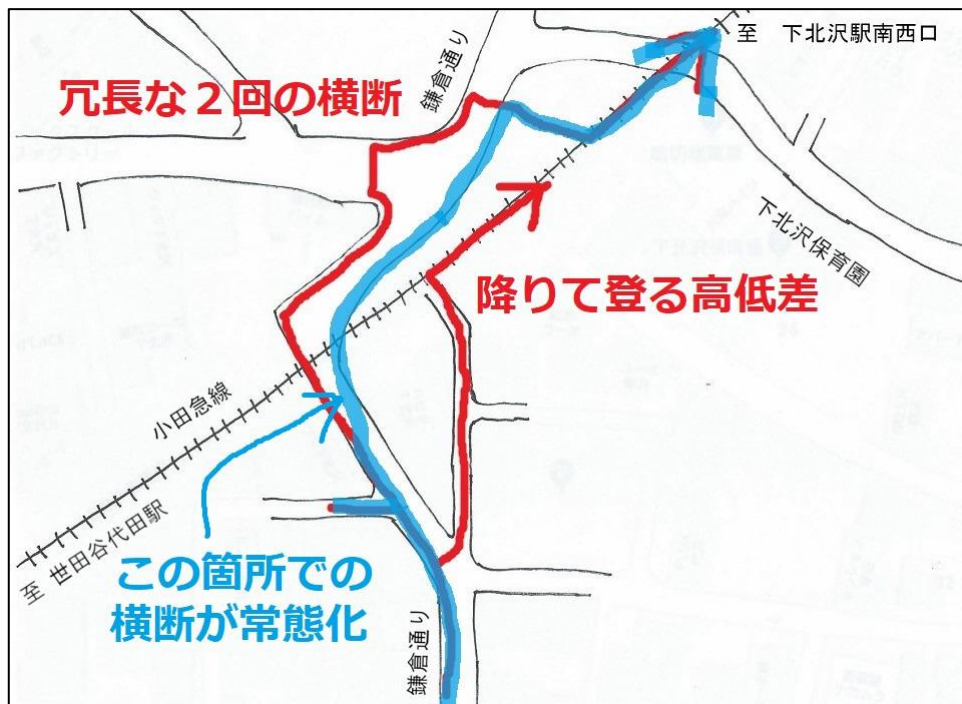 至 下北沢駅南西口
鎌倉通り
冗長な２回の横断
下北沢保育園
降りて登る高低差
小田急線
至 世田谷代田駅
この箇所での
横断が常態化
鎌倉通り